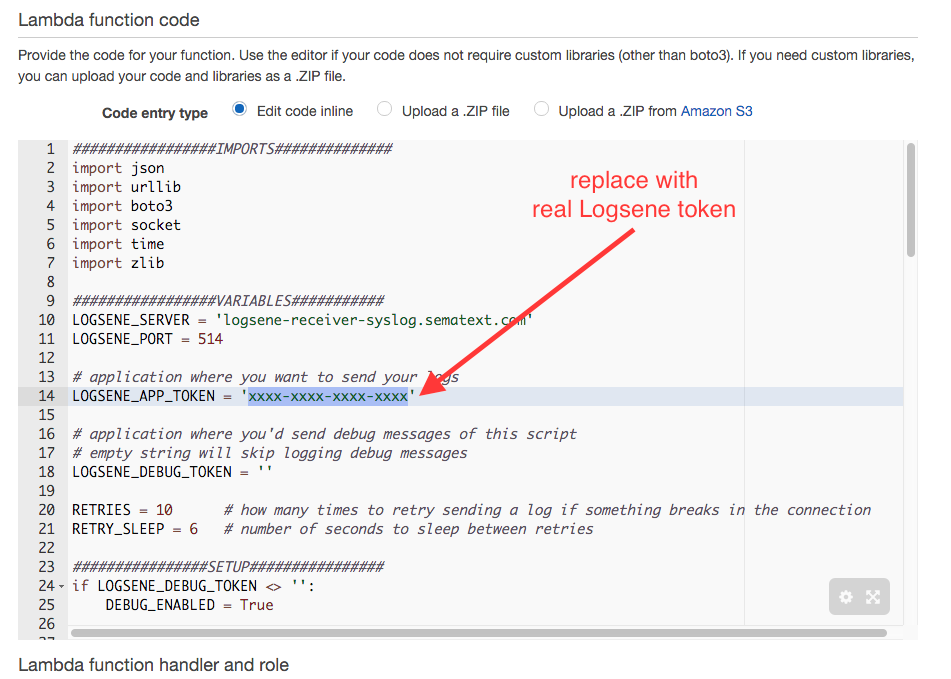 Lambda function code
Provide the code for your function. Use the editor if your code does not require custom libraries (other than boto3). If you need custom libraries,
you can upload your code and libraries as a .ZIP file.
Code entry type Edit code inline Upload a .ZIP file Upload a .ZIP from Amazon S3
replace with
real Logsene token
1 #################IMPORTS##############
2 import json
3 import urllib
4 import boto3
5 import socket
6 import time
7 import zlib
8
9 #################VARIABLES###########
10 LOGSENE_SERVER = 'logsene-receiver-syslog.sematext.com'
11 LOGSENE_PORT = 514
12
13 # application where you want to send your logs
14 LOGSENE_APP_TOKEN = 'xxxx-xxxx-xxxx-xxxx'
15
16 # application where you'd send debug messages of this script
17 # empty string will skip logging debug messages
18 LOGSENE_DEBUG_TOKEN = ''
19
20 RETRIES = 10 # how many times to retry sending a log if something breaks in the connection
21 RETRY_SLEEP = 6 # number of seconds to sleep between retries
22
23 ################SETUP################
24 if LOGSENE_DEBUG_TOKEN <> '':
25 DEBUG_ENABLED = True
26
27
Lambda function handler and role